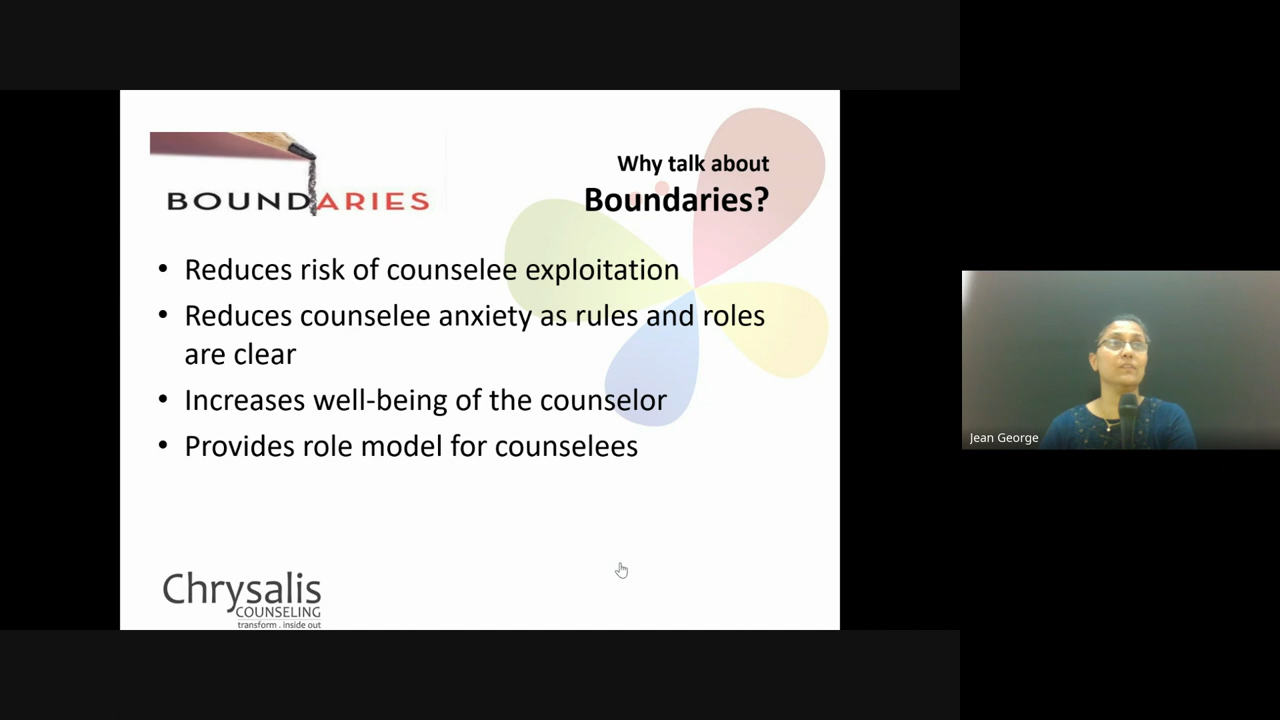 BOUNDARIES
Why talk about
Boundaries?
• Reduces risk of counselee exploitation
• Reduces counselee anxiety as rules and roles
are clear
• Increases well-being of the counselor
• Provides role model for counselees
Jean George
Chrysalis
COUNSELING
transform . inside out